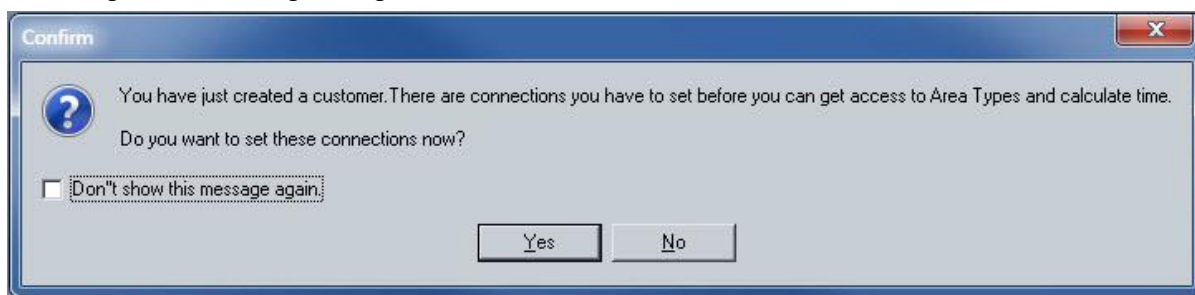 Confirm
You have just created a customer.There are connections you have to set before you can get access to Area Types and calculate time.
Do you want to set these connections now?
Don"t show this message again.
Yes
No